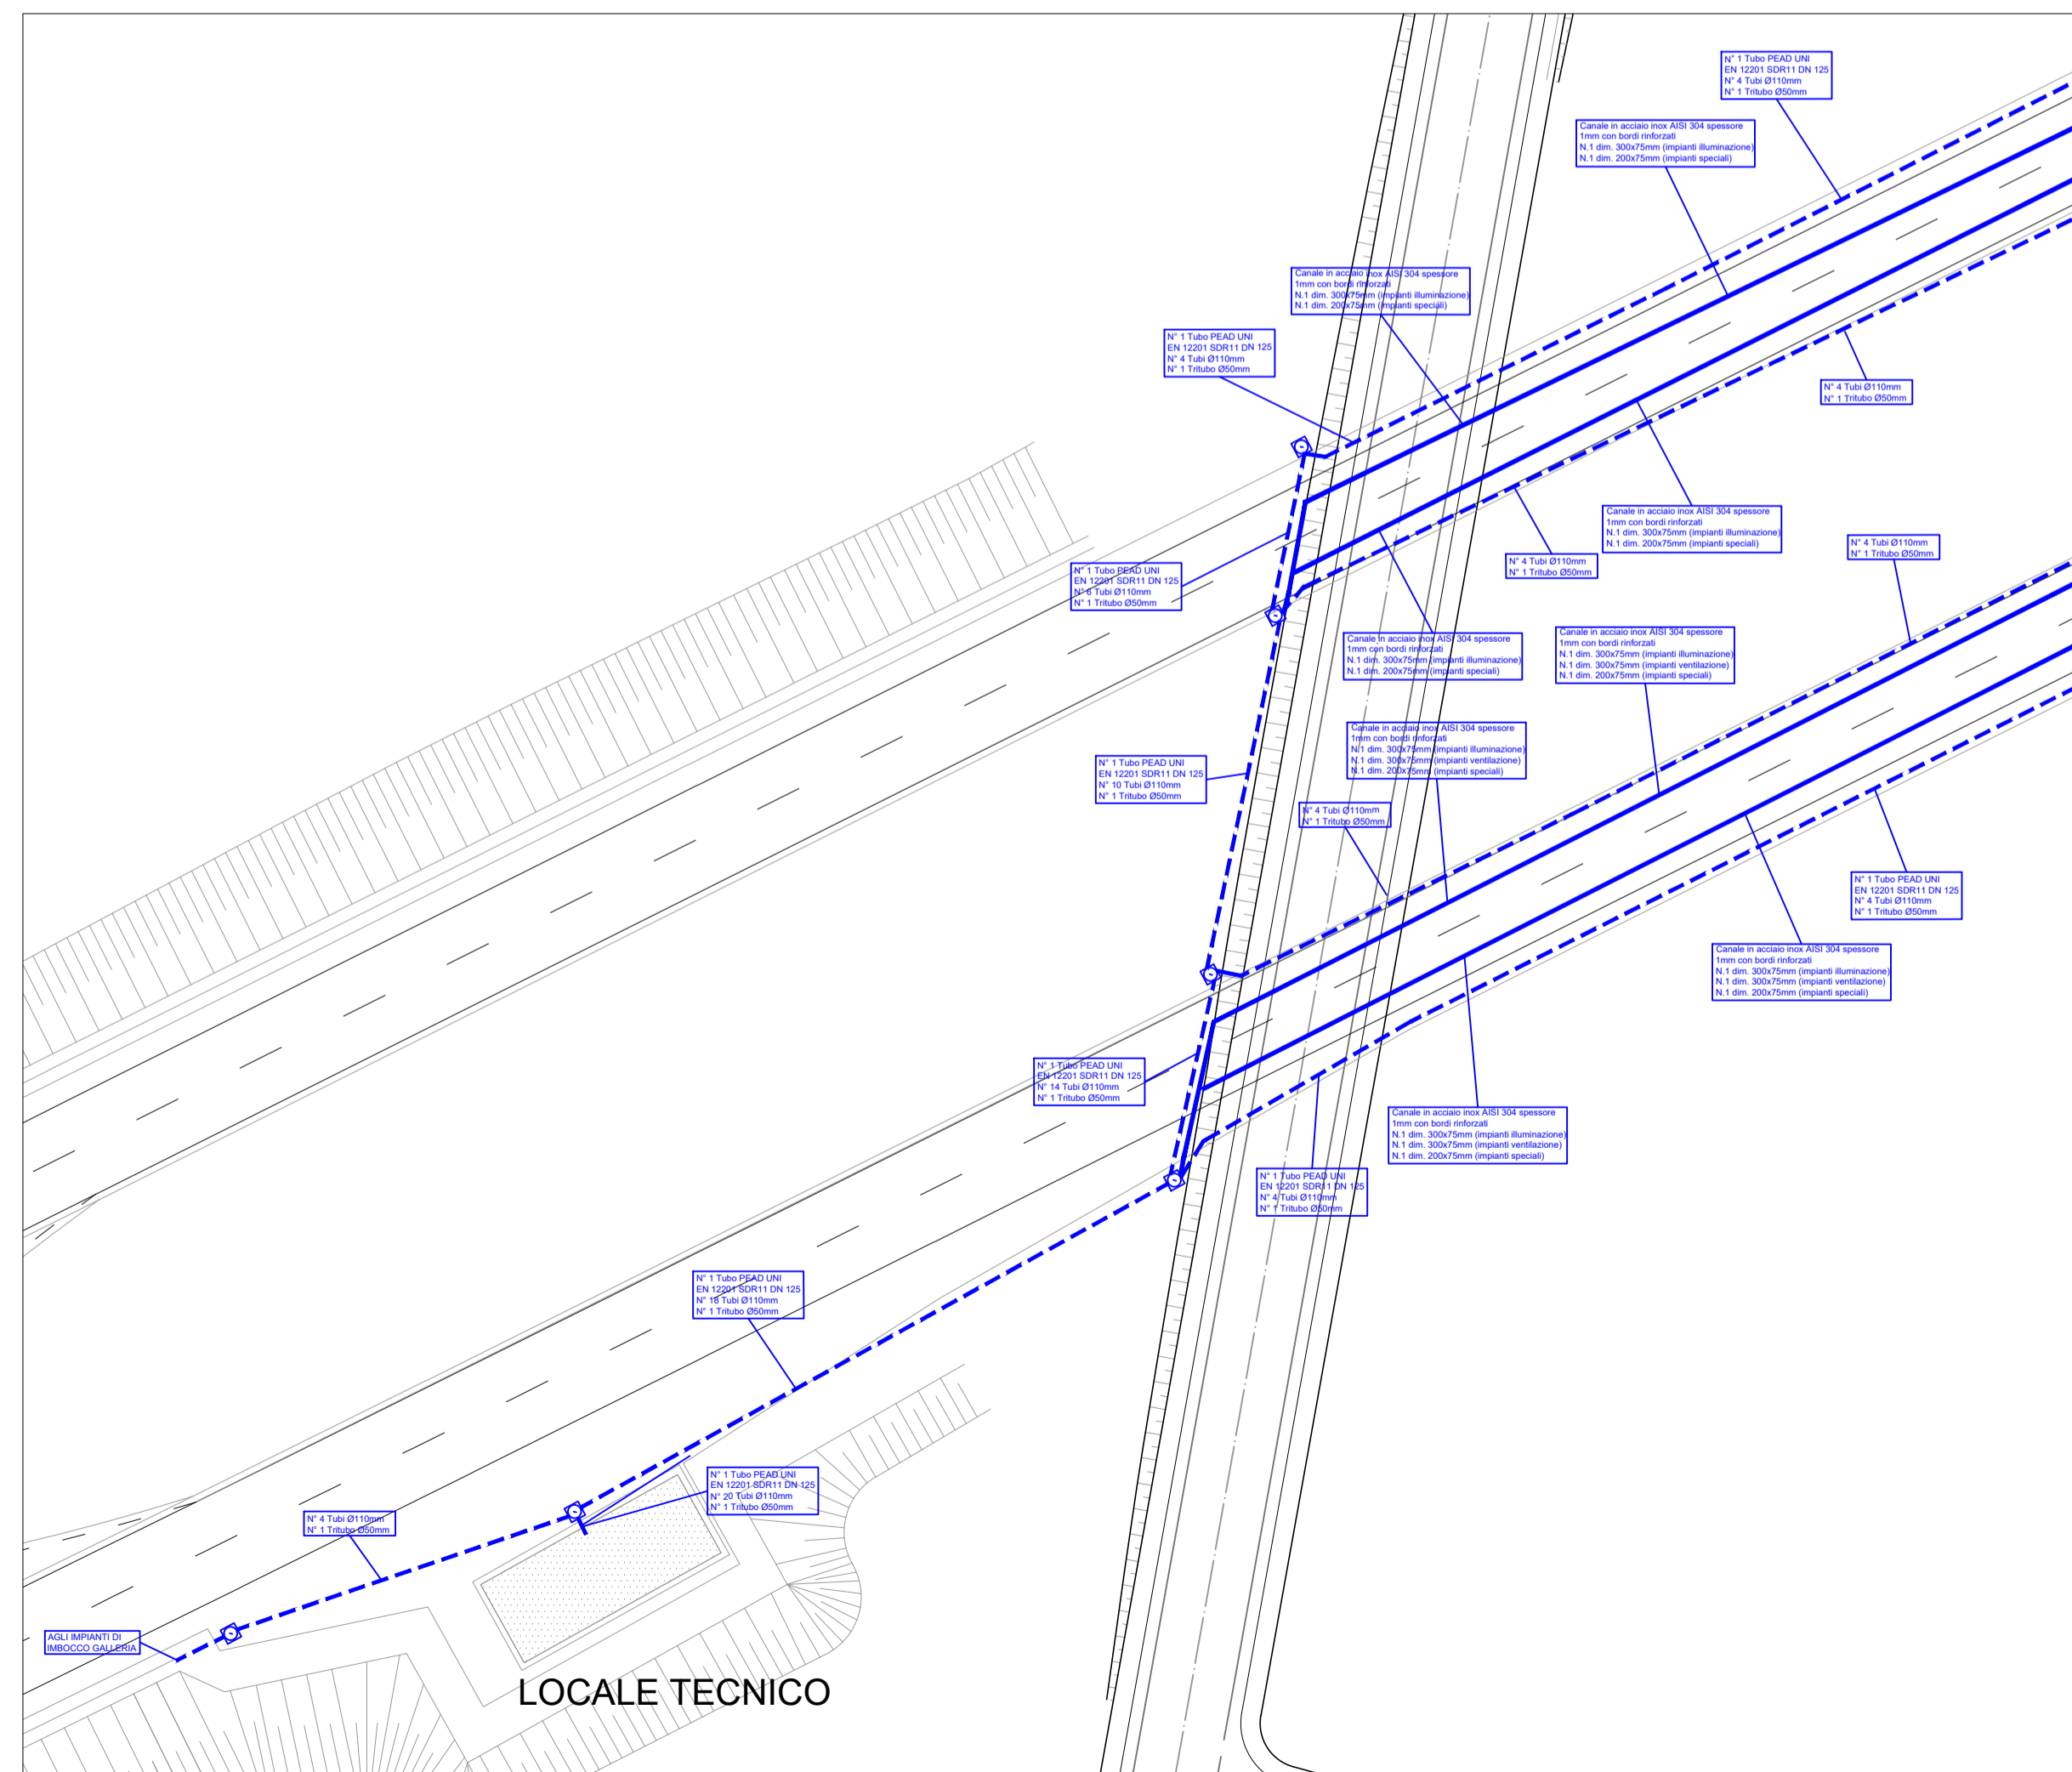 N° 1 Tubo PEAD UNI
EN 12201 SDR11 DN 125
N° 4 Tubi Ø110mm
N° 1 Tritubo Ø50mm
Canale in acciaio inox AISI 304 spessore
1mm con bordi rinforzati
N.1 dim. 300x75mm (impianti illuminazione)
N.1 dim. 200x75mm (impianti speciali)
Canale in acciaio inox AISI 304 spessore
1mm con bordi rinforzati
N.1 dim. 300x75mm (impianti illuminazione)
N.1 dim. 200x75mm (impianti speciali)
N° 1 Tubo PEAD UNI
EN 12201 SDR11 DN 125
N° 4 Tubi Ø110mm
N° 1 Tritubo Ø50mm
N° 4 Tubi Ø110mm
N° 1 Tritubo Ø50mm
Canale in acciaio inox AISI 304 spessore
1mm con bordi rinforzati
N.1 dim. 300x75mm (impianti illuminazione)
N.1 dim. 200x75mm (impianti speciali)
N° 4 Tubi Ø110mm
N° 1 Tritubo Ø50mm
N° 4 Tubi Ø110mm
N° 1 Tritubo Ø50mm
N° 1 Tubo PEAD UNI
EN 12201 SDR11 DN 125
N° 6 Tubi Ø110mm
N° 1 Tritubo Ø50mm
Canale in acciaio inox AISI 304 spessore
1mm con bordi rinforzati
N.1 dim. 300x75mm (impianti illuminazione)
N.1 dim. 200x75mm (impianti speciali)
Canale in acciaio inox AISI 304 spessore
1mm con bordi rinforzati
N.1 dim. 300x75mm (impianti illuminazione)
N.1 dim. 300x75mm (impianti ventilazione)
N.1 dim. 200x75mm (impianti speciali)
Canale in acciaio inox AISI 304 spessore
1mm con bordi rinforzati
N.1 dim. 300x75mm (impianti illuminazione)
N.1 dim. 300x75mm (impianti ventilazione)
N.1 dim. 200x75mm (impianti speciali)
N° 1 Tubo PEAD UNI
EN 12201 SDR11 DN 125
N° 10 Tubi Ø110mm
N° 1 Tritubo Ø50mm
N° 4 Tubi Ø110mm
N° 1 Tritubo Ø50mm
N° 1 Tubo PEAD UNI
EN 12201 SDR11 DN 125
N° 4 Tubi Ø110mm
N° 1 Tritubo Ø50mm
Canale in acciaio inox AISI 304 spessore
1mm con bordi rinforzati
N.1 dim. 300x75mm (impianti illuminazione)
N.1 dim. 300x75mm (impianti ventilazione)
N.1 dim. 200x75mm (impianti speciali)
N° 1 Tubo PEAD UNI
EN 12201 SDR11 DN 125
N° 14 Tubi Ø110mm
N° 1 Tritubo Ø50mm
Canale in acciaio inox AISI 304 spessore
1mm con bordi rinforzati
N.1 dim. 300x75mm (impianti illuminazione)
N.1 dim. 300x75mm (impianti ventilazione)
N.1 dim. 200x75mm (impianti speciali)
N° 1 Tubo PEAD UNI
EN 12201 SDR11 DN 125
N° 4 Tubi Ø110mm
N° 1 Tritubo Ø50mm
N° 1 Tubo PEAD UNI
EN 12201 SDR11 DN 125
N° 18 Tubi Ø110mm
N° 1 Tritubo Ø50mm
N° 1 Tubo PEAD UNI
EN 12201 SDR11 DN 125
N° 20 Tubi Ø110mm
N° 1 Tritubo Ø50mm
N° 4 Tubi Ø110mm
N° 1 Tritubo Ø50mm
AGLI IMPIANTI DI
IMBOCCO GALLERIA
LOCALE TECNICO